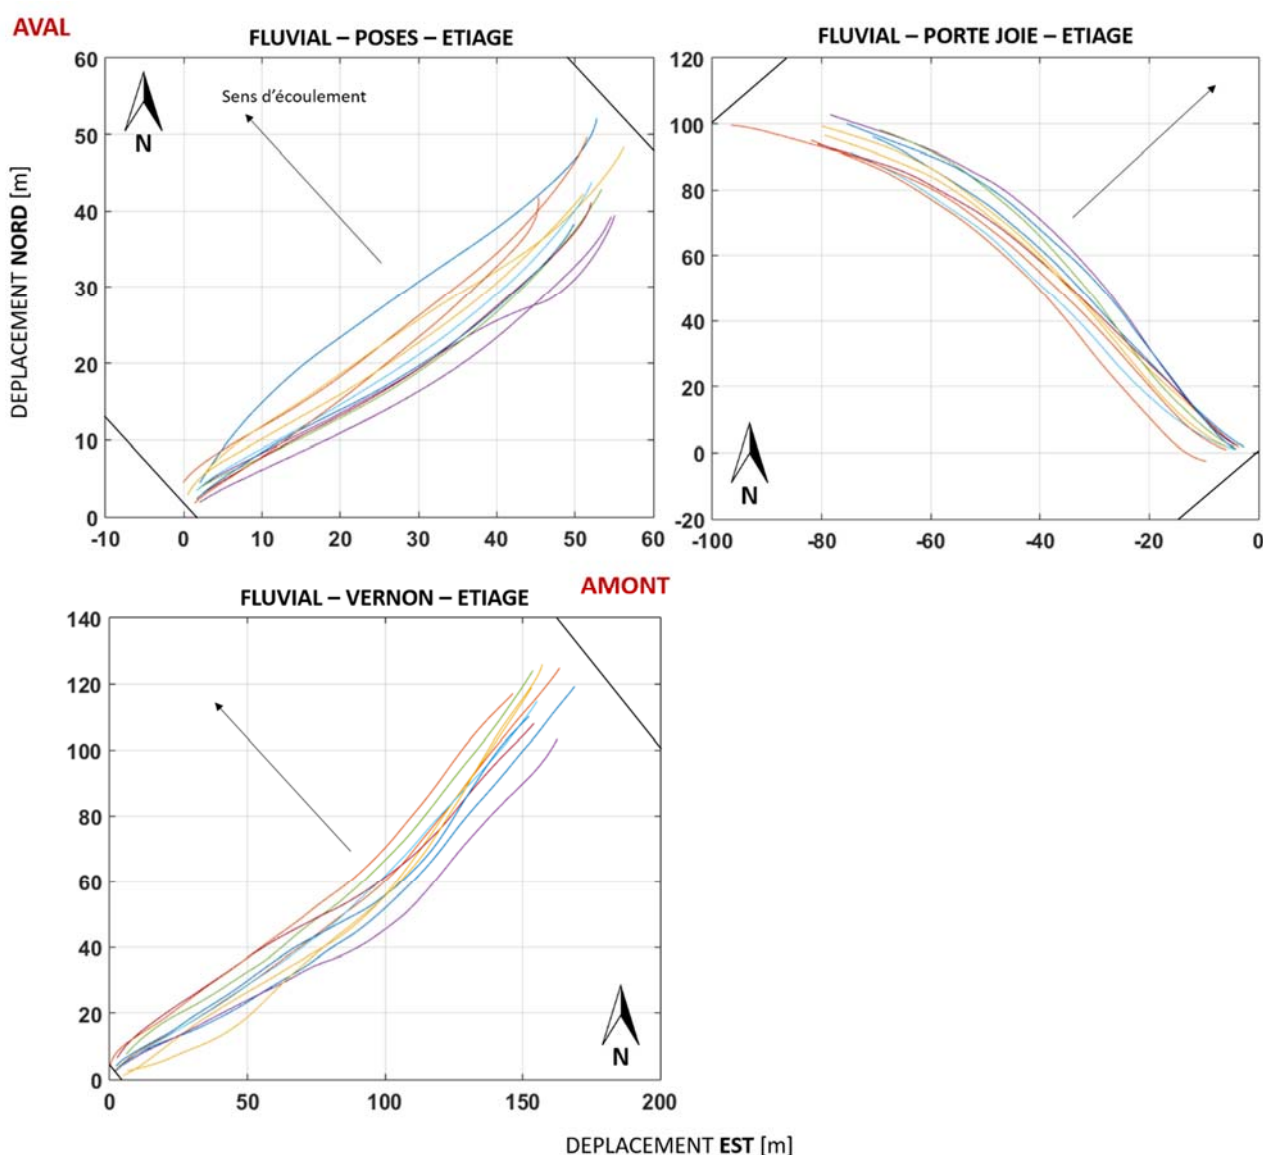 AVAL
FLUVIAL – POSES – ETIAGE
60
50
40
30
20
10
0
-10 0 10 20 30 40 50 60
Sens d'écoulement
N
DEPLACEMENT NORD [m]
FLUVIAL – PORTE JOIE – ETIAGE
120
100
80
60
40
20
0
-20
-100 -80 -60 -40 -20 0
N
AMONT
FLUVIAL – VERNON – ETIAGE
140
120
100
80
60
40
20
0
0 50 100 150 200
N
DEPLACEMENT EST [m]